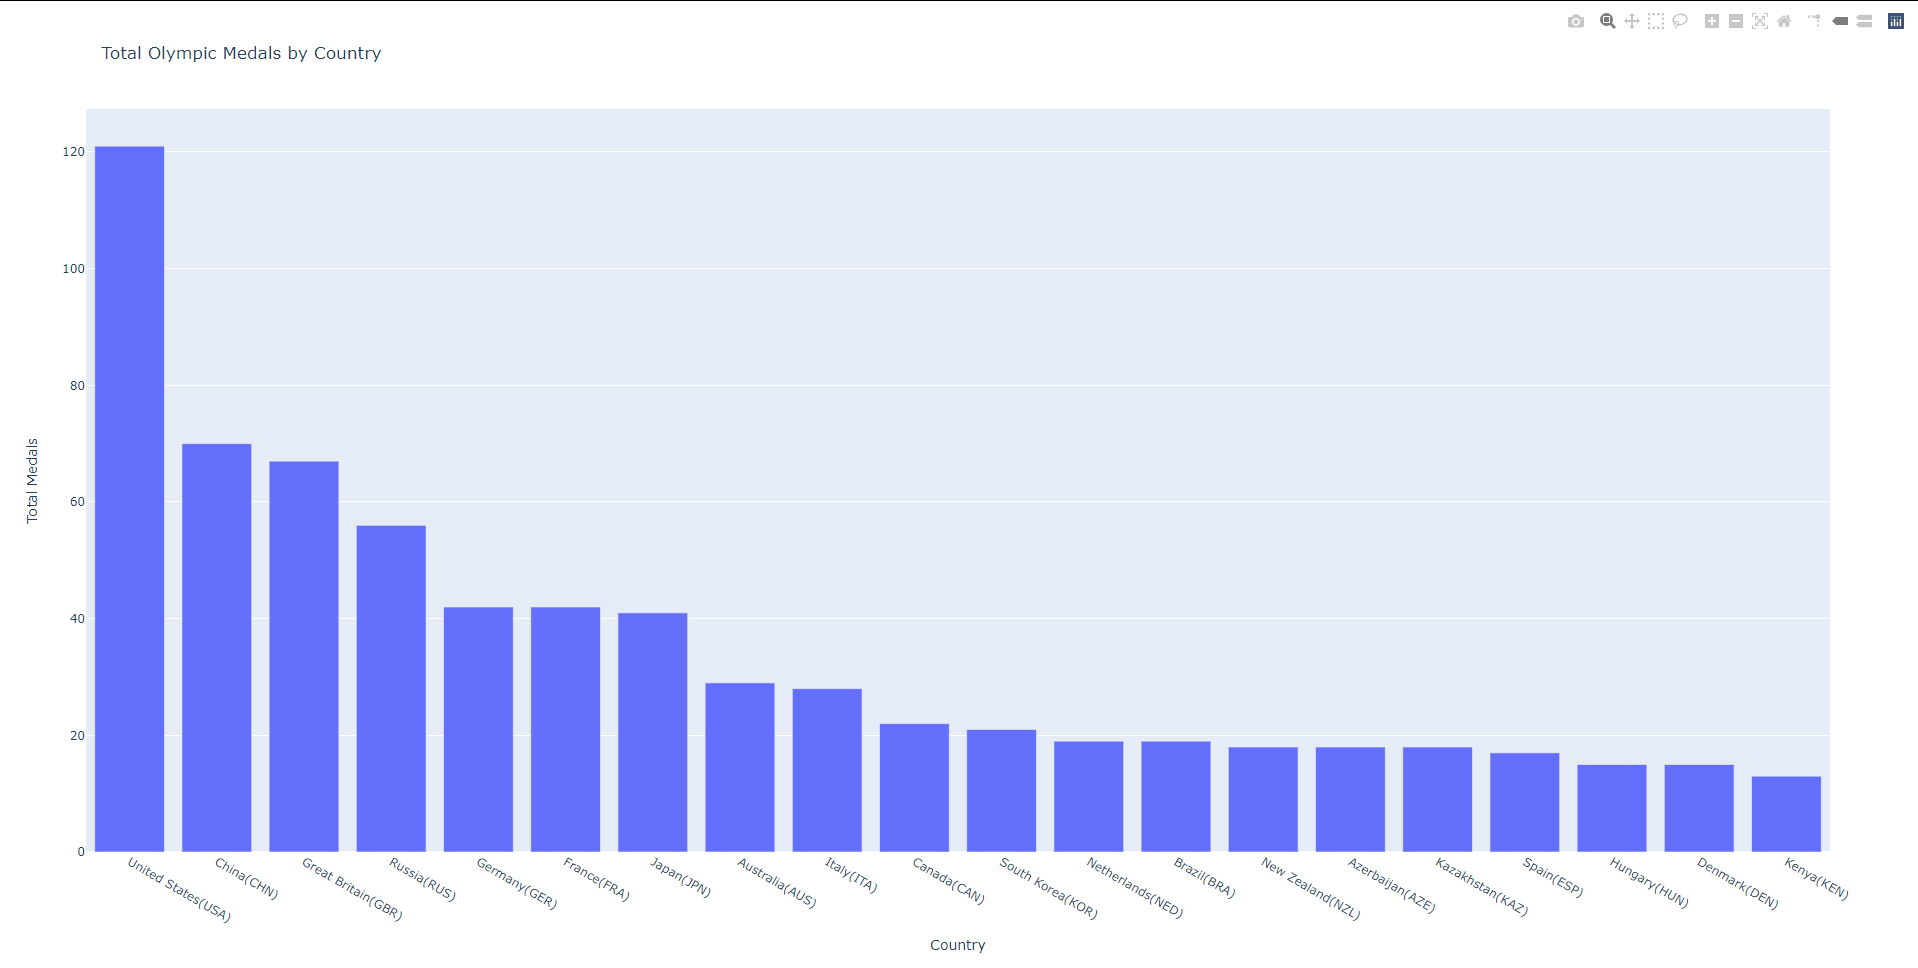 Total Olympic Medals by Country
120
100
80
60
40
20
0
Total Medals
United States(USA)
China(CHN)
Great Britain(GBR)
Russia(RUS)
Germany(GER)
France(FRA)
Japan(JPN)
Australia(AUS)
Italy(ITA)
Canada(CAN)
South Korea(KOR)
Netherlands(NED)
Brazil(BRA)
New Zealand(NZL)
Azerbaijan(AZE)
Kazakhstan(KAZ)
Spain(ESP)
Hungary(HUN)
Denmark(DEN)
Kenya(KEN)
Country